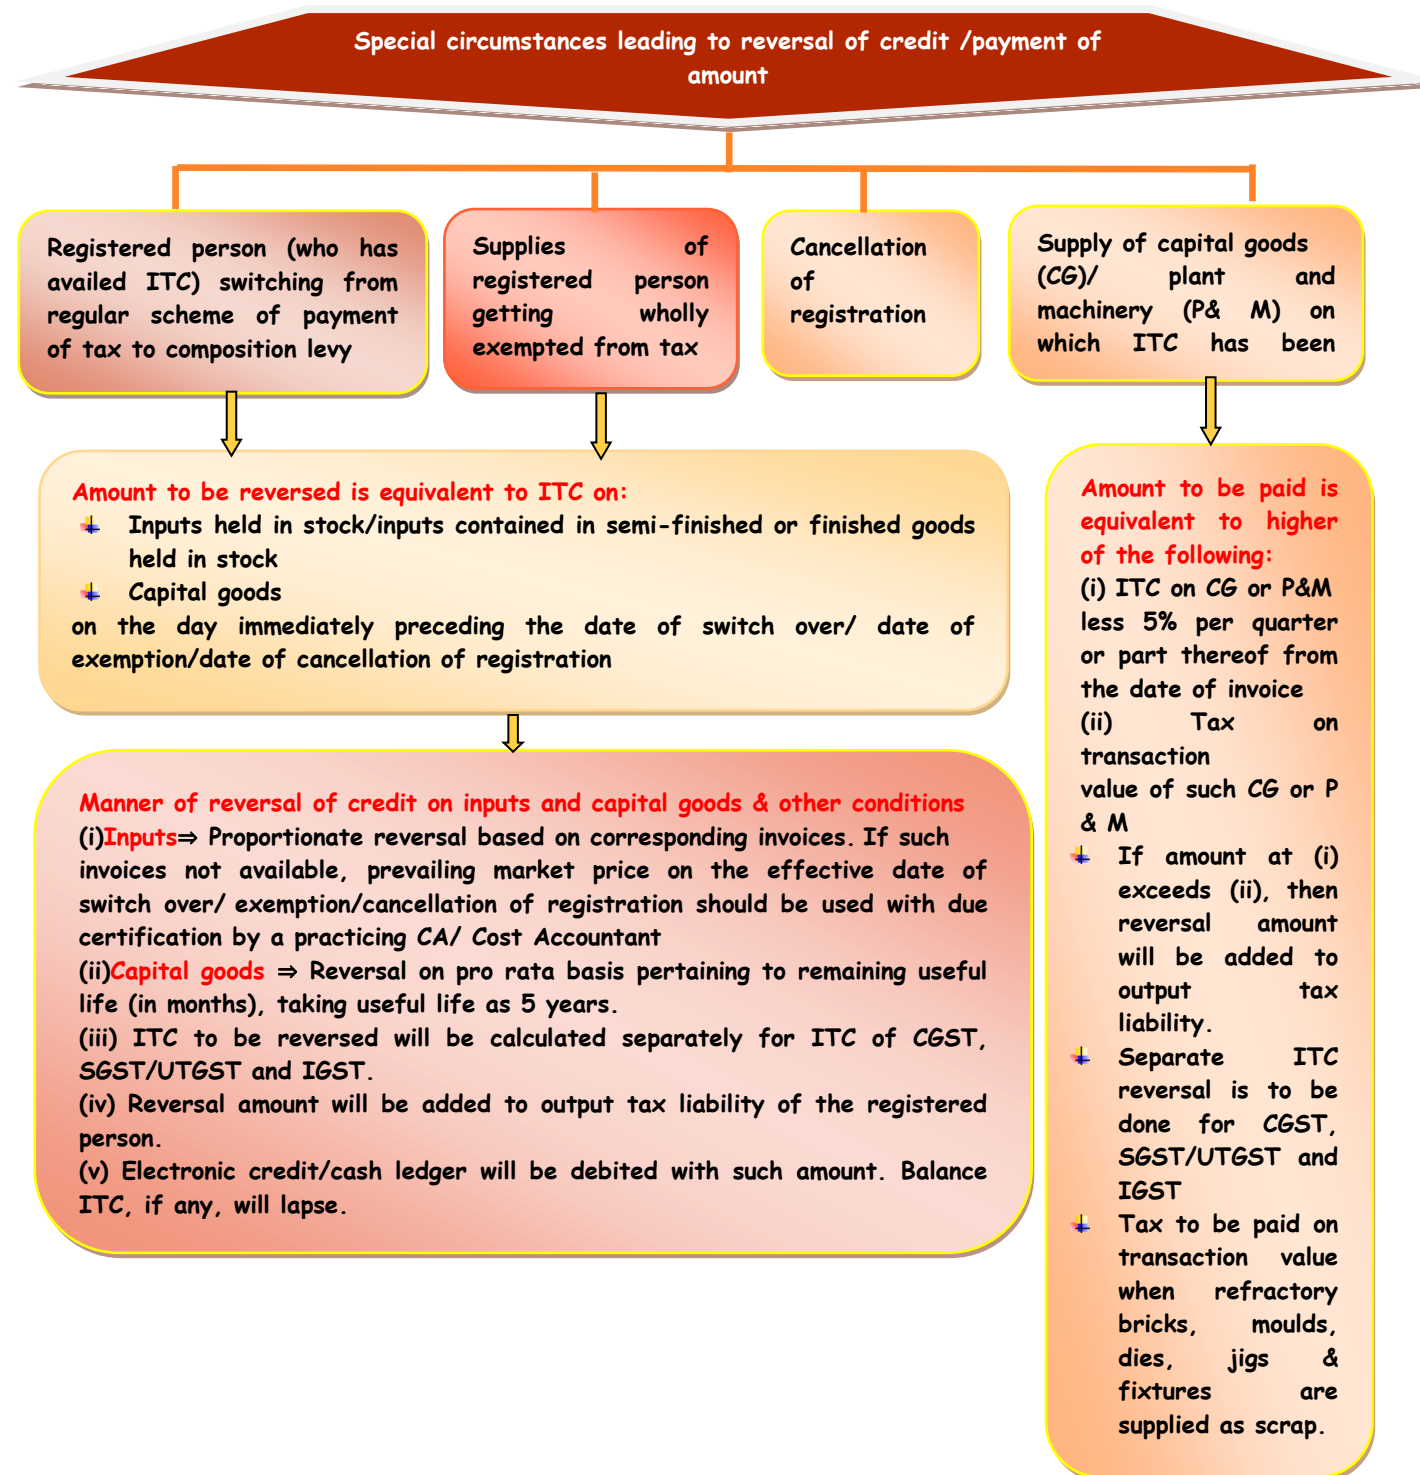 Special circumstances leading to reversal of credit /payment of
amount
Registered person (who has
availed ITC) switching from
regular scheme of payment
of tax to composition levy
Supplies of
registered person
getting wholly
exempted from tax
Cancellation
of
registration
Supply of capital goods
(CG)/ plant and
machinery (P& M) on
which ITC has been
Amount to be reversed is equivalent to ITC on:
Inputs held in stock/inputs contained in semi-finished or finished goods
held in stock
Capital goods
on the day immediately preceding the date of switch over/ date of
exemption/date of cancellation of registration
Manner of reversal of credit on inputs and capital goods & other conditions
(i)Inputs⇒ Proportionate reversal based on corresponding invoices. If such
invoices not available, prevailing market price on the effective date of
switch over/ exemption/cancellation of registration should be used with due
certification by a practicing CA/ Cost Accountant
(ii)Capital goods ⇒ Reversal on pro rata basis pertaining to remaining useful
life (in months), taking useful life as 5 years.
(iii) ITC to be reversed will be calculated separately for ITC of CGST,
SGST/UTGST and IGST.
(iv) Reversal amount will be added to output tax liability of the registered
person.
(v) Electronic credit/cash ledger will be debited with such amount. Balance
ITC, if any, will lapse.
Amount to be paid is
equivalent to higher
of the following:
(i) ITC on CG or P&M
less 5% per quarter
or part thereof from
the date of invoice
(ii) Tax on
transaction
value of such CG or P
& M
If amount at (i)
exceeds (ii), then
reversal amount
will be added to
output tax
liability.
Separate ITC
reversal is to be
done for CGST,
SGST/UTGST and
IGST
Tax to be paid on
transaction value
when refractory
bricks, moulds,
dies, jigs &
fixtures are
supplied as scrap.